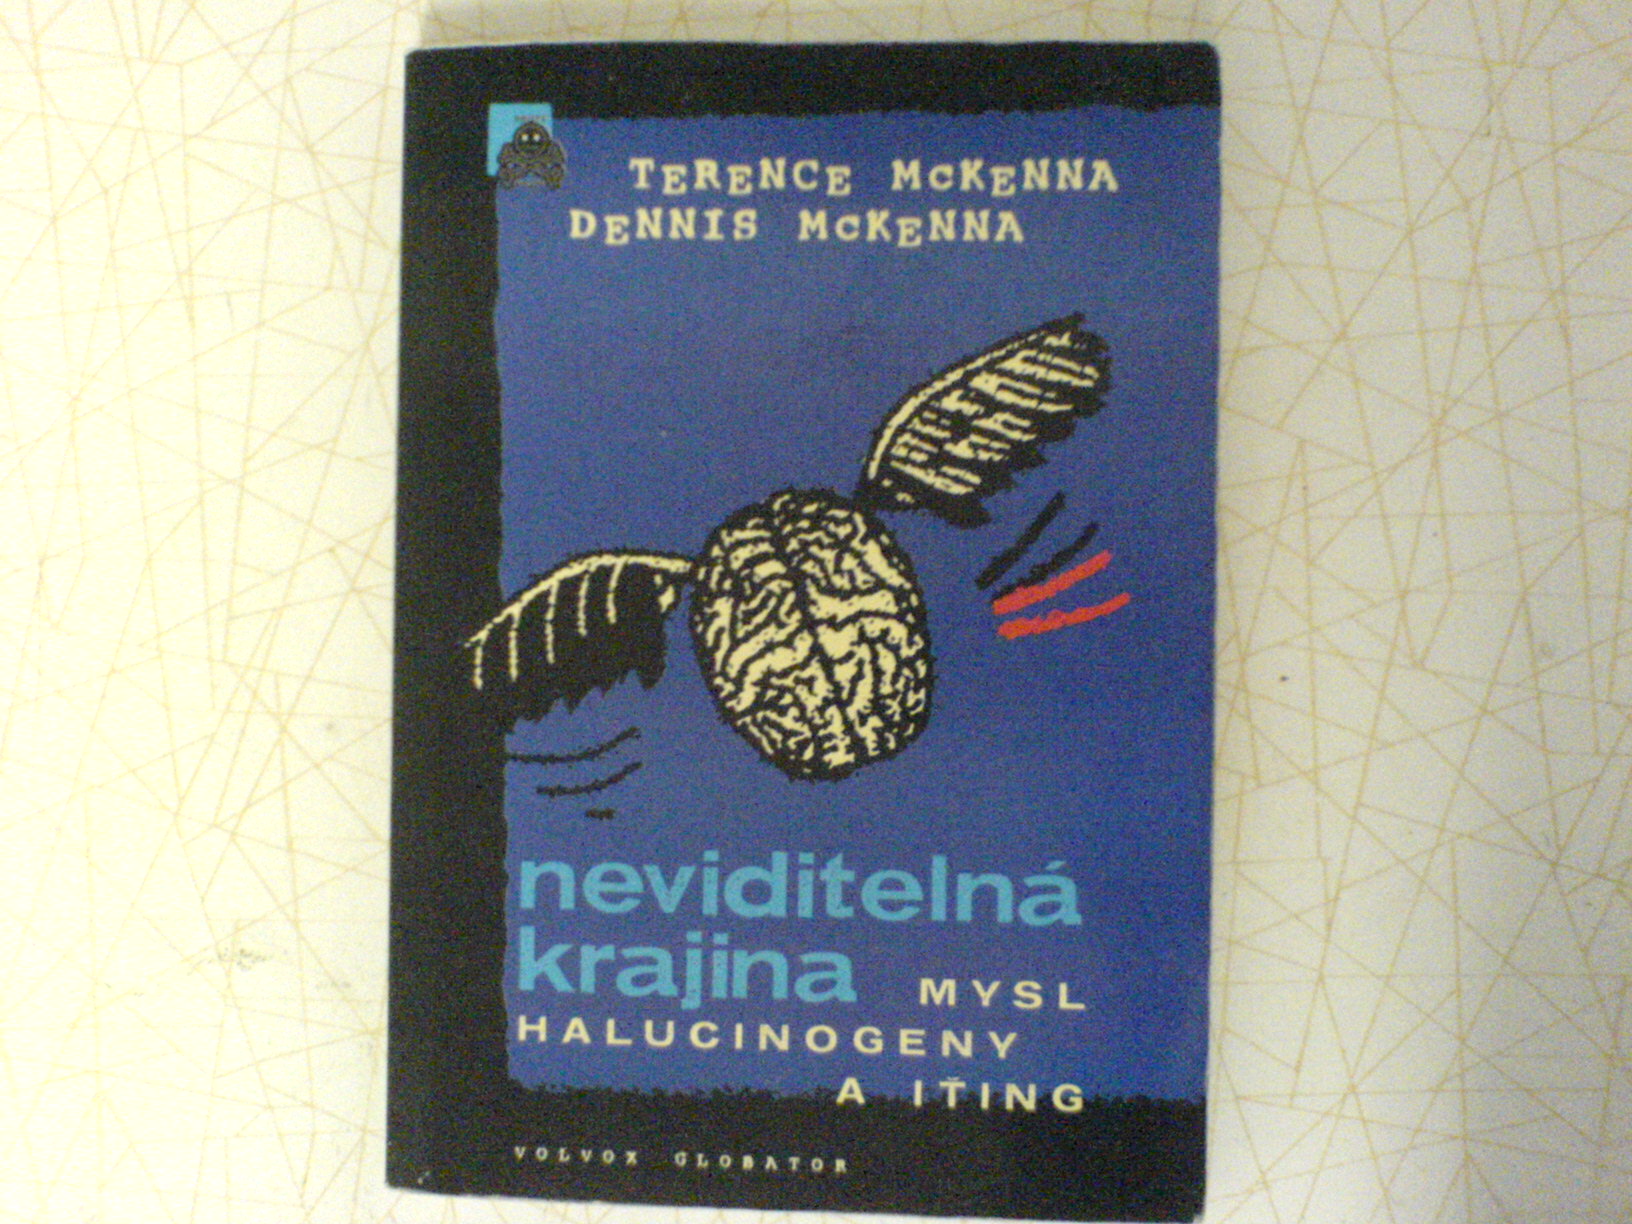 TERENCE McKENNA
DENNIS McKENNA
neviditelná
krajina MYSL
HALUCINOGENY
A IŤING
VOLVOX GLOBATOR